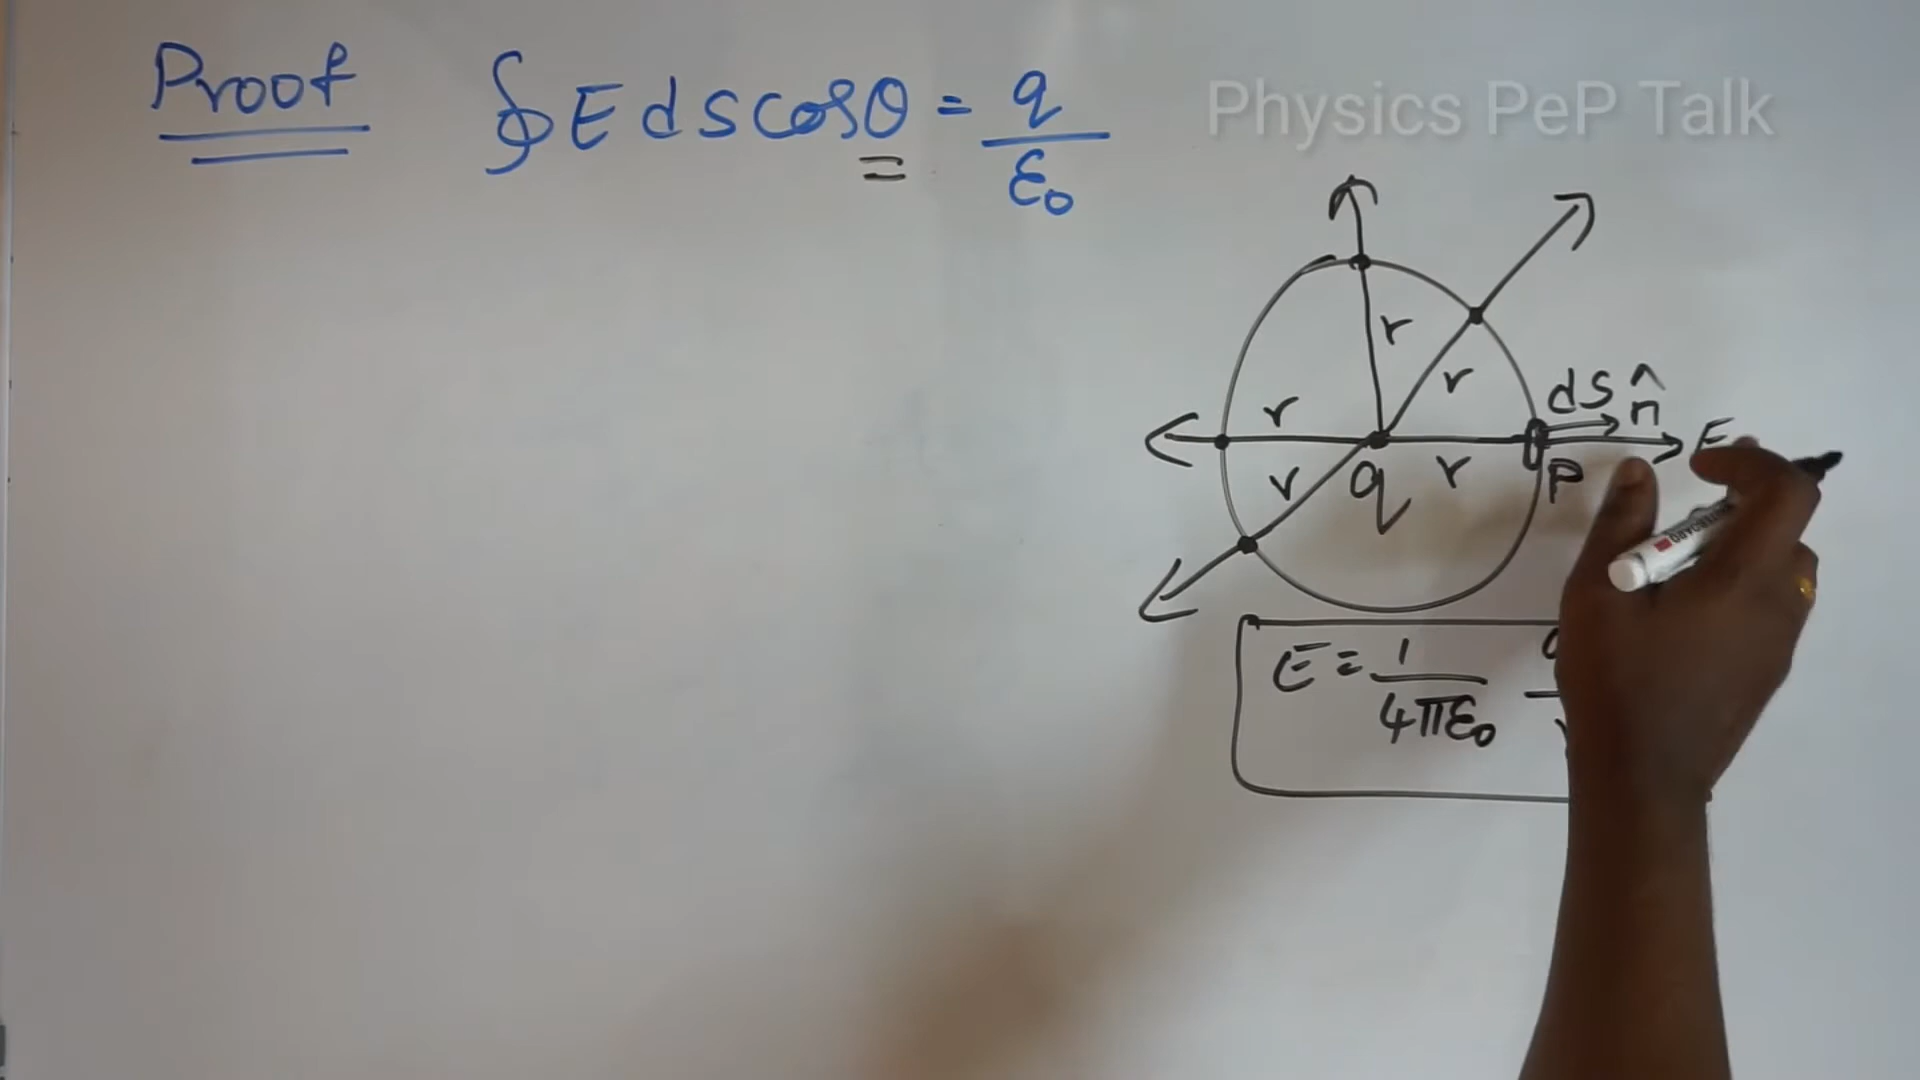 Proof ∮ E ds cosθ = q/ε₀
Physics PeP Talk
r
r
r
ds n̂
E
r
q
r
P
E = 1/4πε₀